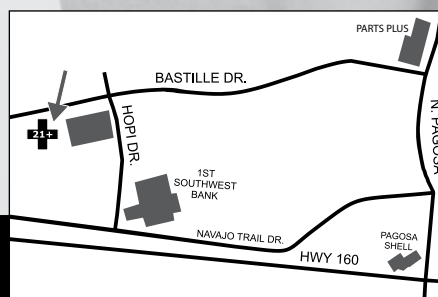 PARTS PLUS
BASTILLE DR.
N. PAGOSA
HOPI DR.
21+
1ST
SOUTHWEST
BANK
NAVAJO TRAIL DR.
PAGOSA
SHELL
HWY 160